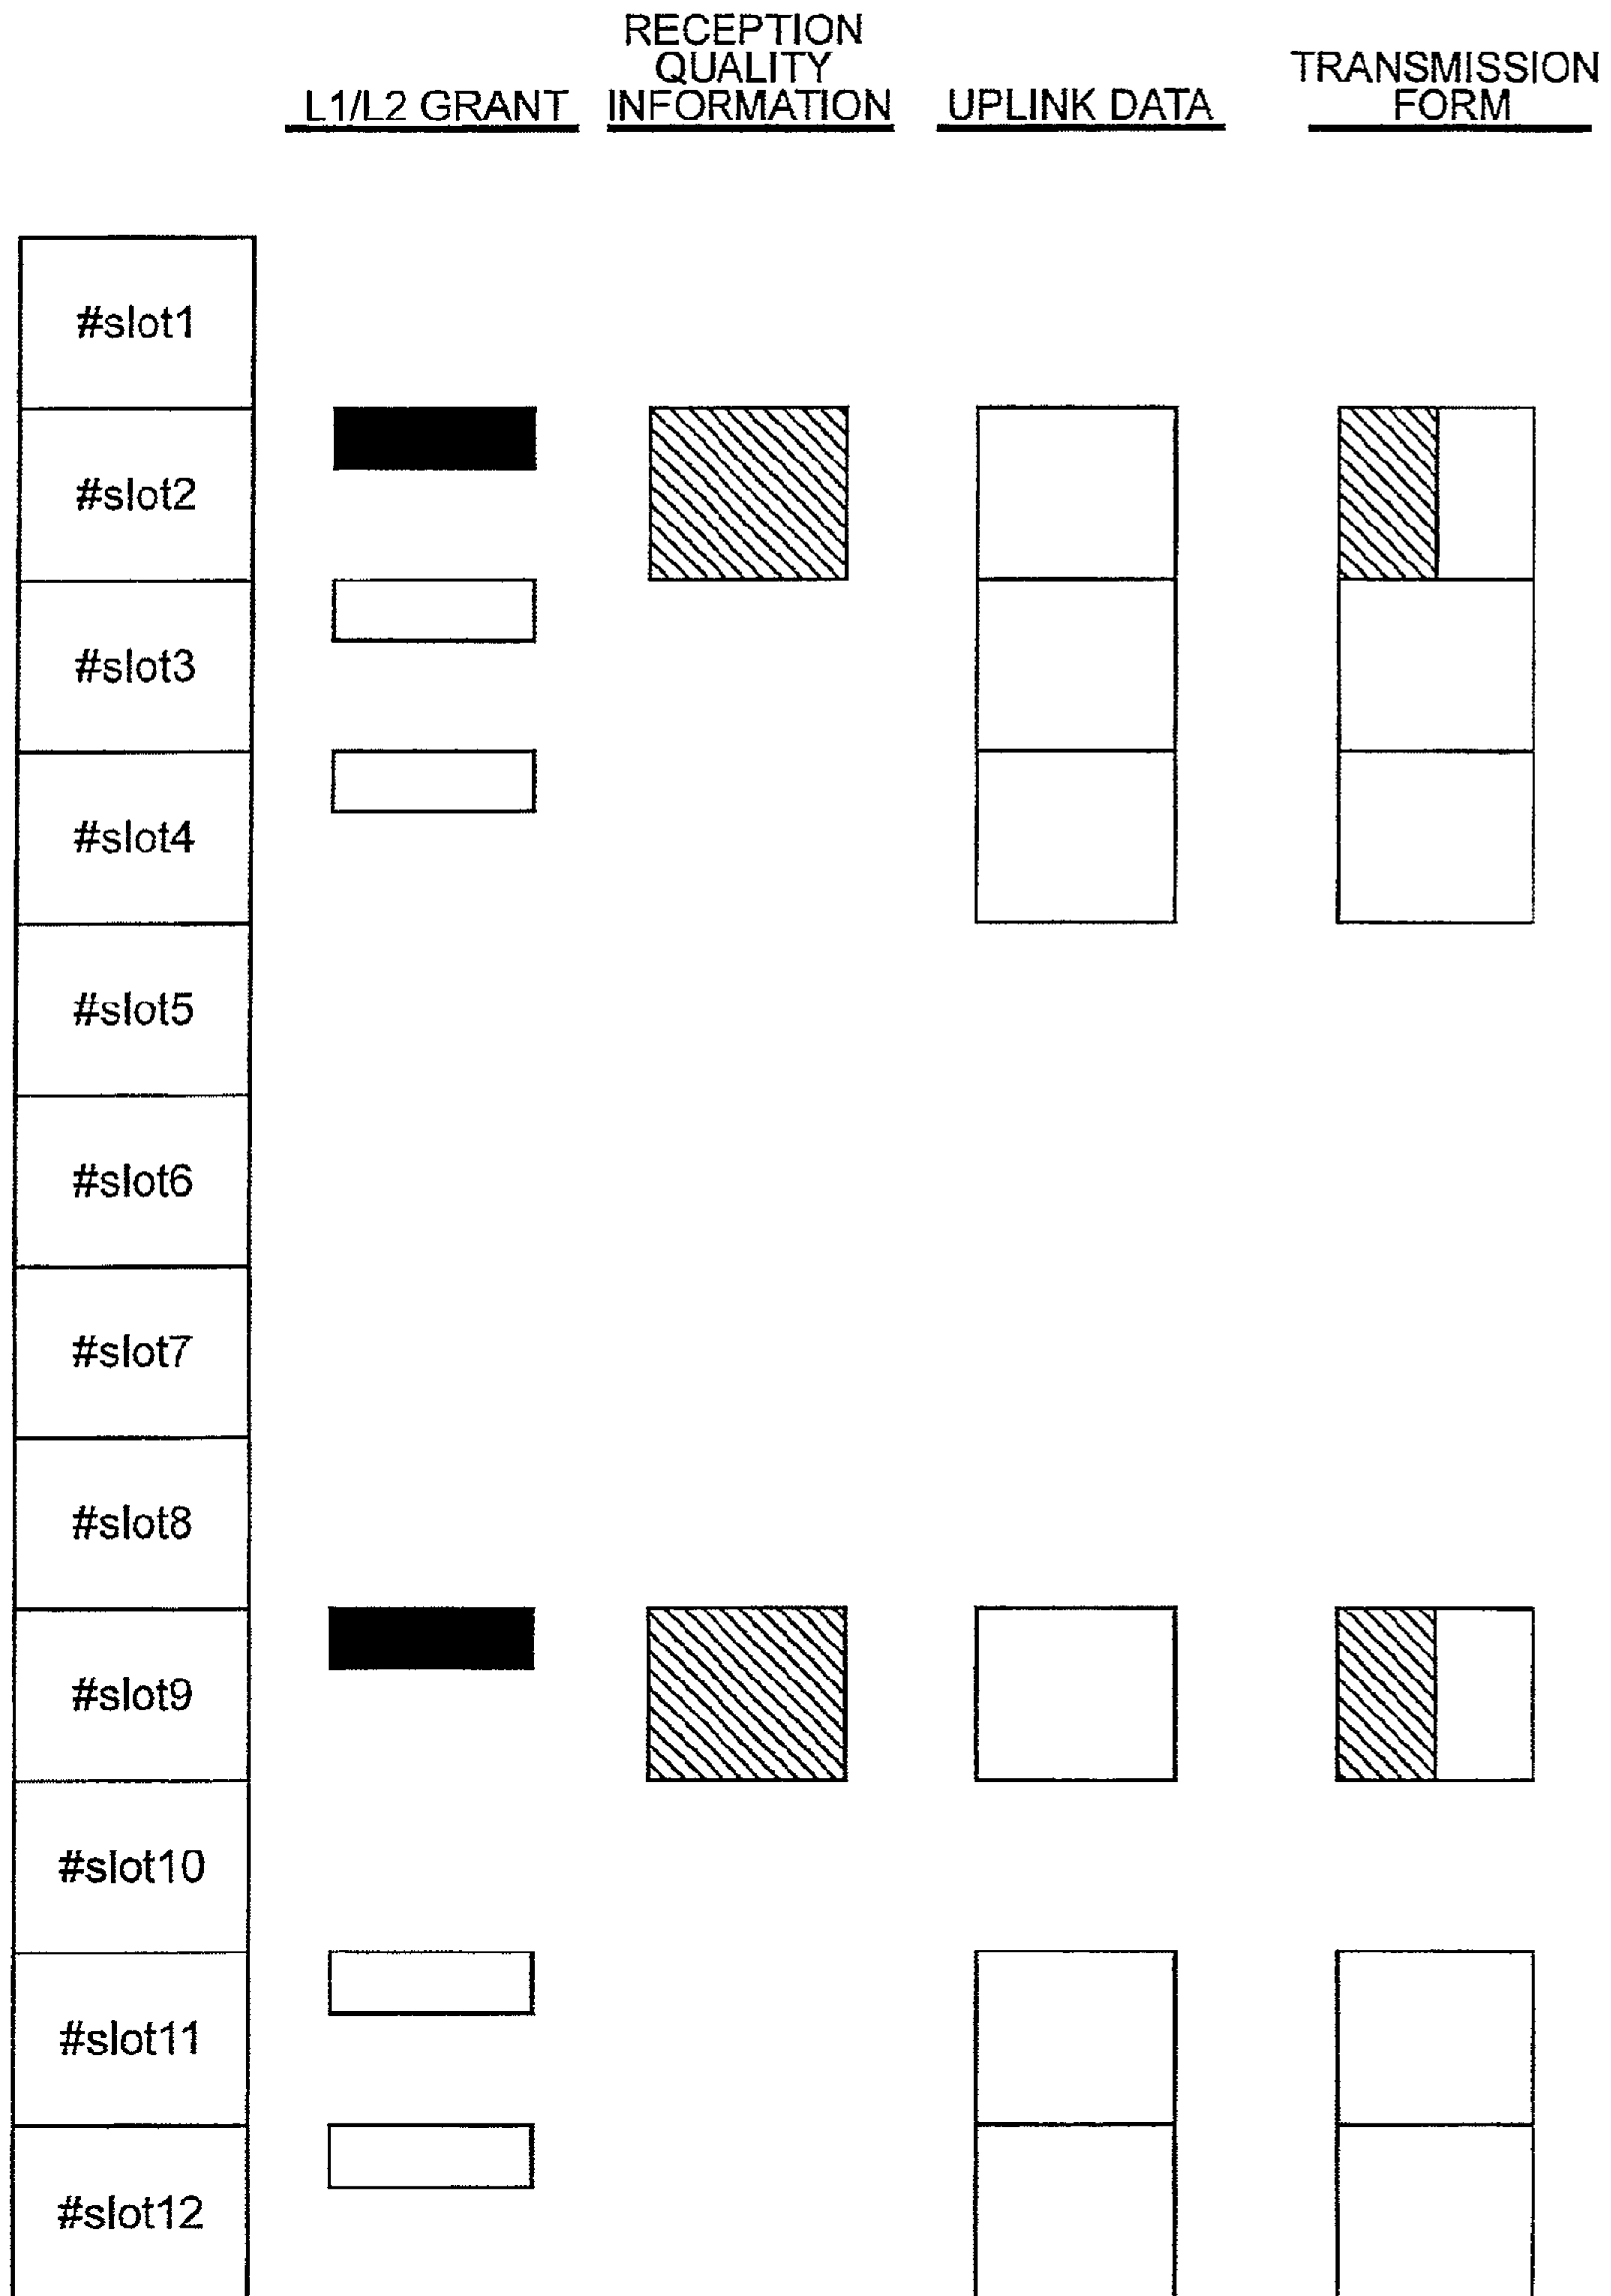 L1/L2 GRANT
RECEPTION
QUALITY
INFORMATION
UPLINK DATA
TRANSMISSION
FORM
#slot1
#slot2
#slot3
#slot4
#slot5
#slot6
#slot7
#slot8
#slot9
#slot10
#slot11
#slot12